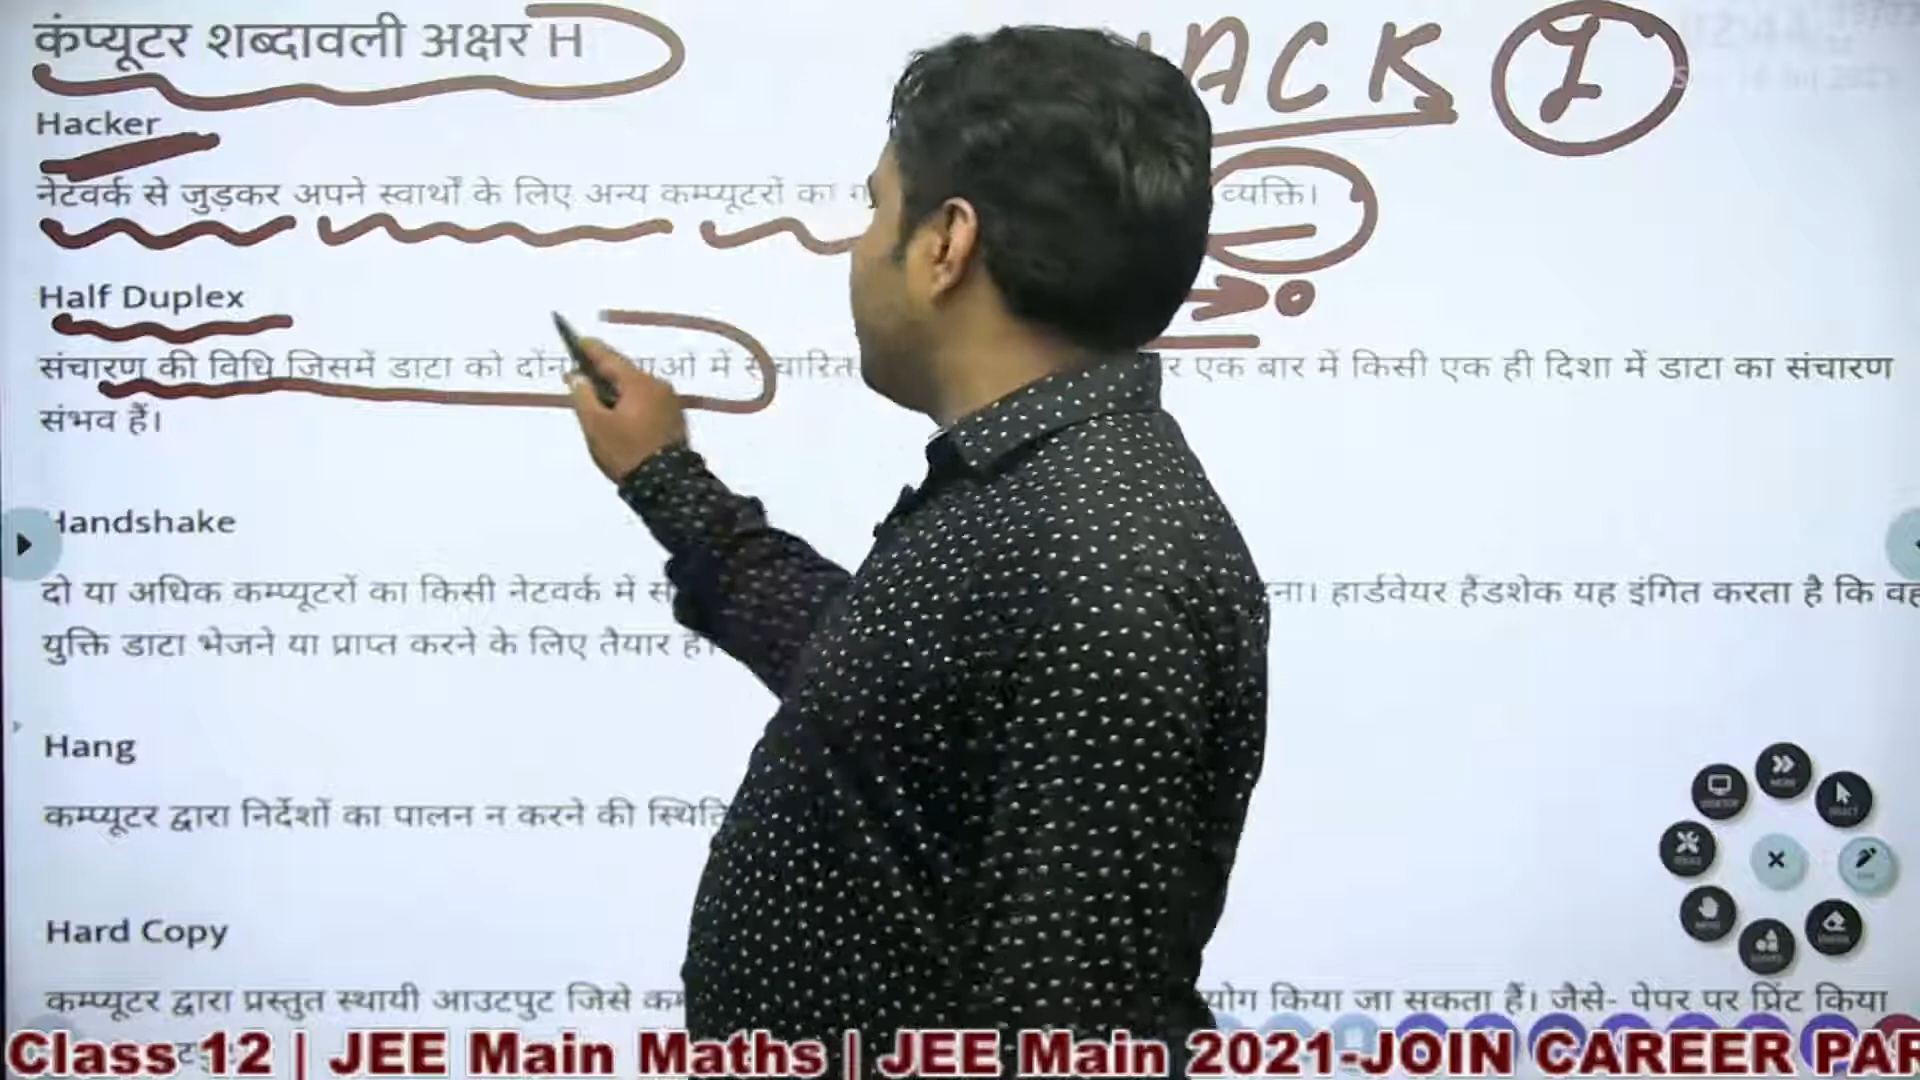 कंप्यूटर शब्दावली अक्षर H
ACK
Hacker
नेटवर्क से जुड़कर अपने स्वार्थों के लिए अन्य कम्प्यूटरों का व्यक्ति।
Half Duplex
संचारण की विधि जिसमें डाटा को में एक बार में किसी एक ही दिशा में डाटा का संचारण
संभव हैं।
Handshake
दो या अधिक कम्प्यूटरों का किसी नेटवर्क में हार्डवेयर हैंडशेक यह इंगित करता है कि वह
युक्ति डाटा भेजने या प्राप्त करने के लिए तैयार
Hang
कम्प्यूटर द्वारा निर्देशों का पालन न करने की स्थिति
Hard Copy
कम्प्यूटर द्वारा प्रस्तुत स्थायी आउटपुट जिसे किया जा सकता हैं। जैसे- पेपर पर प्रिंट किया
Class 12 | JEE Main Maths | JEE Main 2021-JOIN CAREER PAR